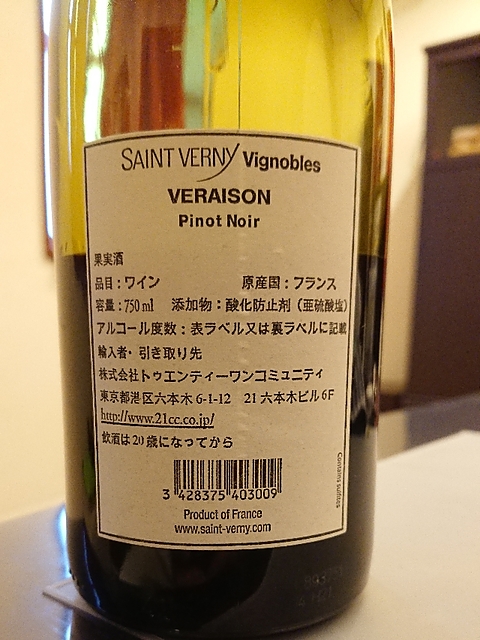 SAINT VERNY Vignobles
VERAISON
Pinot Noir
果実酒
品目：ワイン 原産国：フランス
容量：750ml 添加物：酸化防止剤（亜硫酸塩）
アルコール度数：表ラベル又は裏ラベルに記載
輸入者・引き取り先
株式会社トゥエンティーワンコミュニティ
東京都港区六本木 6-1-12 21 六本木ビル 6F
http://www.21cc.co.jp/
飲酒は20歳になってから
3 428375 403009
Contains sulfites
Product of France
www.saint-verny.com